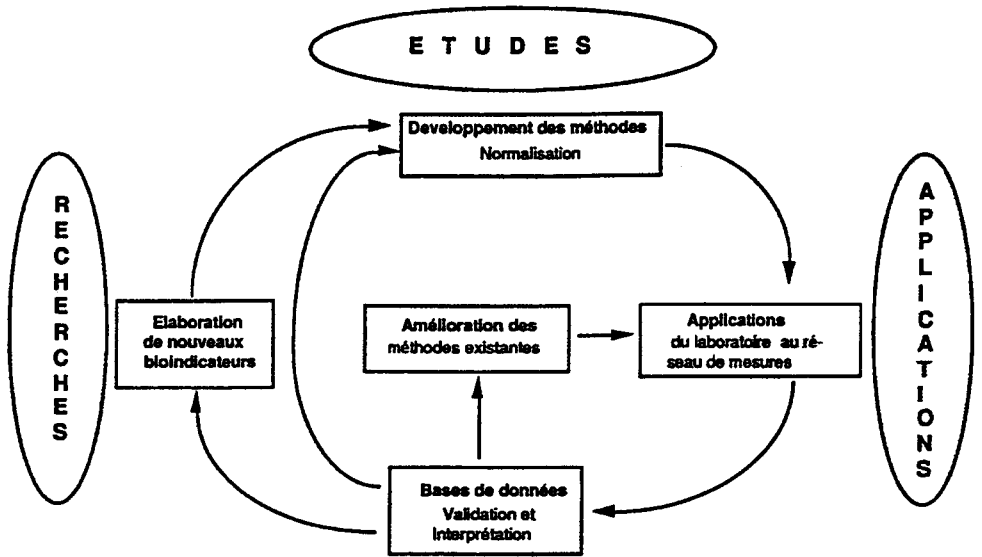 E T U D E S
Developpement des méthodes
Normalisation
RECHERCHES
APPLICATIONS
Elaboration
de nouveaux
bioindicateurs
Amélioration des
méthodes existantes
Applications
du laboratoire au ré-
seau de mesures
Bases de données
Validation et
Interprétation